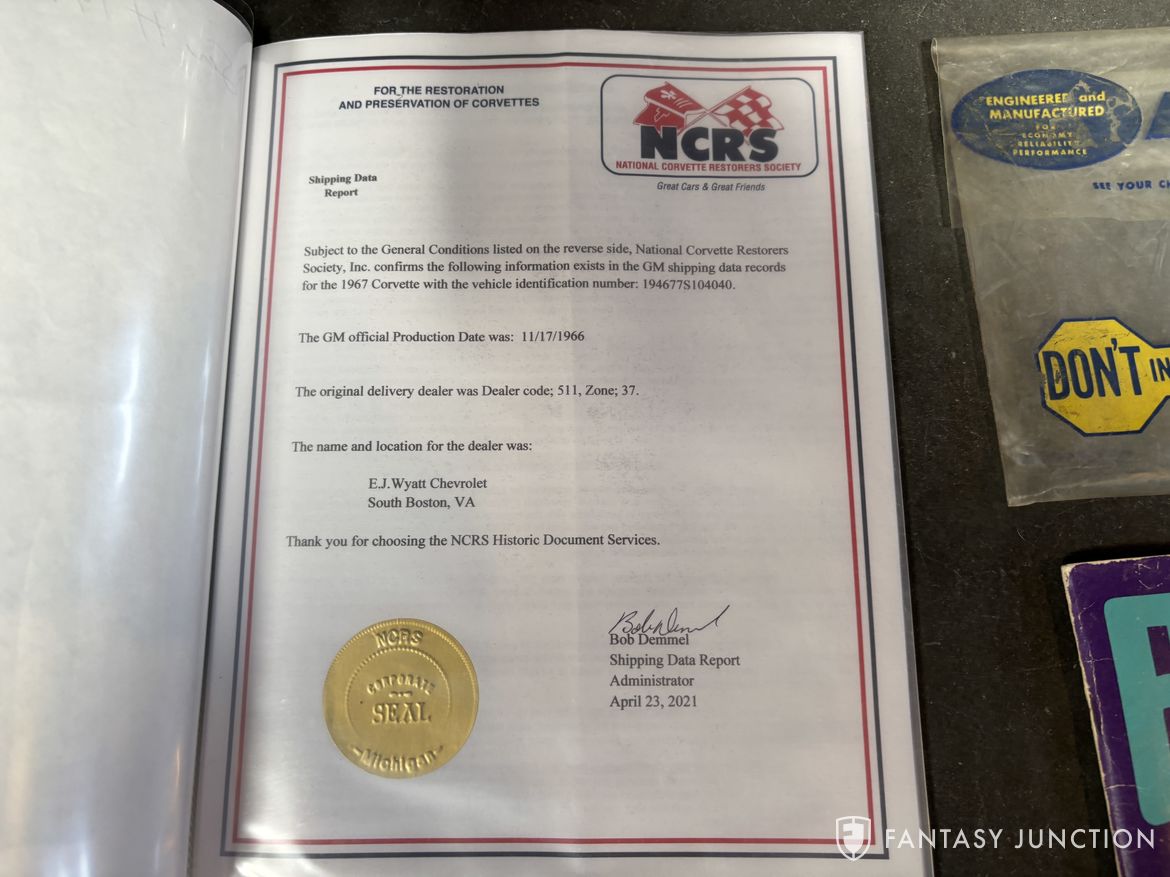 FOR THE RESTORATION
AND PRESERVATION OF CORVETTES
NCRS
NATIONAL CORVETTE RESTORERS SOCIETY
Great Cars & Great Friends
Shipping Data
Report
Subject to the General Conditions listed on the reverse side, National Corvette Restorers
Society, Inc. confirms the following information exists in the GM shipping data records
for the 1967 Corvette with the vehicle identification number: 194677S104040.
The GM official Production Date was: 11/17/1966
The original delivery dealer was Dealer code; 511, Zone; 37.
The name and location for the dealer was:
E.J.Wyatt Chevrolet
South Boston, VA
Thank you for choosing the NCRS Historic Document Services.
Bob Demmel
Shipping Data Report
Administrator
April 23, 2021
NCRS
CORPORATE
SEAL
Michigan
ENGINEERED and
MANUFACTURED
FOR
ECONOMY
RELIABILITY
PERFORMANCE
SEE YOUR
DON'T IN
FANTASY JUNCTION